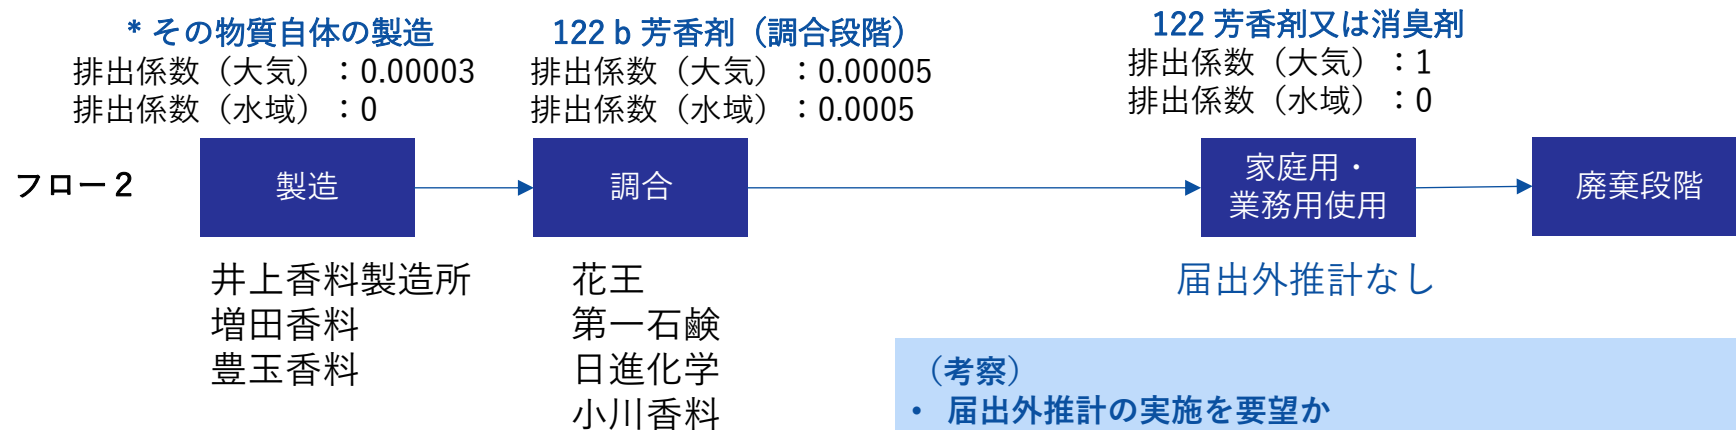 * その物質自体の製造
排出係数（大気）：0.00003
排出係数（水域）：0
122 b 芳香剤（調合段階）
排出係数（大気）：0.00005
排出係数（水域）：0.0005
122 芳香剤又は消臭剤
排出係数（大気）：1
排出係数（水域）：0
フロー2
製造
調合
家庭用・
業務用使用
廃棄段階
井上香料製造所
増田香料
豊玉香料
花王
第一石鹸
日進化学
小川香料
届出外推計なし
（考察）
• 届出外推計の実施を要望か